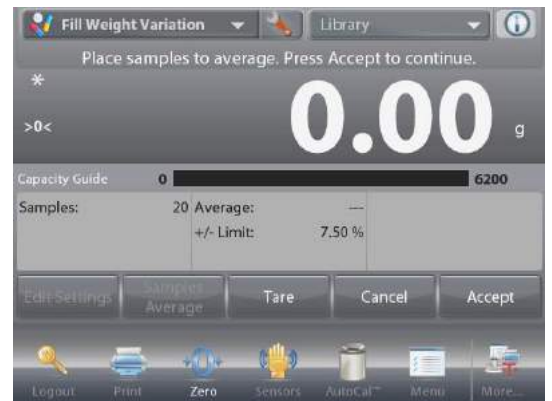 Fill Weight Variation Library
Place samples to average. Press Accept to continue.
*
>0< 0.00 g
Capacity Guide 0 6200
Samples: 20 Average: ---
+/- Limit: 7.50 %
Edit Settings Samples Average Tare Cancel Accept
Logout Print Zero Sensors AutoCal™ Menu More...